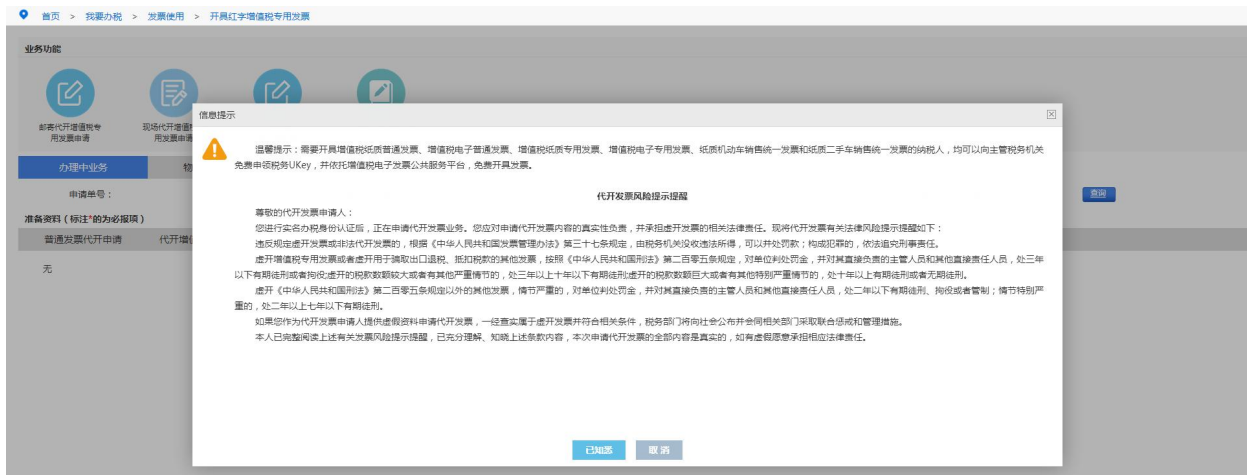 首页 > 我要办税 > 发票使用 > 开具红字增值税专用发票
业务功能
邮寄代开增值税专
用发票申请
现场代开增值
用发票申请
信息提示
温馨提示：需要开具增值税纸质普通发票、增值税电子普通发票、增值税纸质专用发票、增值税电子专用发票、纸质机动车销售统一发票和纸质二手车销售统一发票的纳税人，均可以向主管税务机关
免费申领税务UKey，并依托增值税电子发票公共服务平台，免费开具发票。
代开发票风险提示提醒
尊敬的代开发票申请人：
您进行实名办税身份认证后，正在申请代开发票业务。您应对申请代开发票内容的真实性负责，并承担虚开发票的相关法律责任。现将代开发票有关法律风险提示提醒如下：
违反规定虚开发票或非法代开发票的，根据《中华人民共和国发票管理办法》第三十七条规定，由税务机关没收违法所得，可以并处罚款；构成犯罪的，依法追究刑事责任。
虚开增值税专用发票或者虚开用于骗取出口退税、抵扣税款的其他发票，按照《中华人民共和国刑法》第二百零五条规定，对单位判处罚金，并对其直接负责的主管人员和其他直接责任人员，处三年
以下有期徒刑或者拘役;虚开的税款数额较大或者有其他严重情节的，处三年以上十年以下有期徒刑;虚开的税款数额巨大或者有其他特别严重情节的，处十年以上有期徒刑或者无期徒刑。
虚开《中华人民共和国刑法》第二百零五条规定以外的其他发票，情节严重的，对单位判处罚金，并对其直接负责的主管人员和其他直接责任人员，处二年以下有期徒刑、拘役或者管制；情节特别严
重的，处二年以上七年以下有期徒刑。
如果您作为代开发票申请人提供虚假资料申请代开发票，一经查实属于虚开发票并符合相关条件，税务部门将向社会公布并会同相关部门采取联合惩戒和管理措施。
本人已完整阅读上述有关发票风险提示提醒，已充分理解、知晓上述条款内容，本次申请代开发票的全部内容是真实的，如有虚假愿意承担相应法律责任。
已知悉
取 消
办理中业务
物
申请单号：
查询
准备资料（标注*的为必报项）
普通发票代开申请
代开增值
无